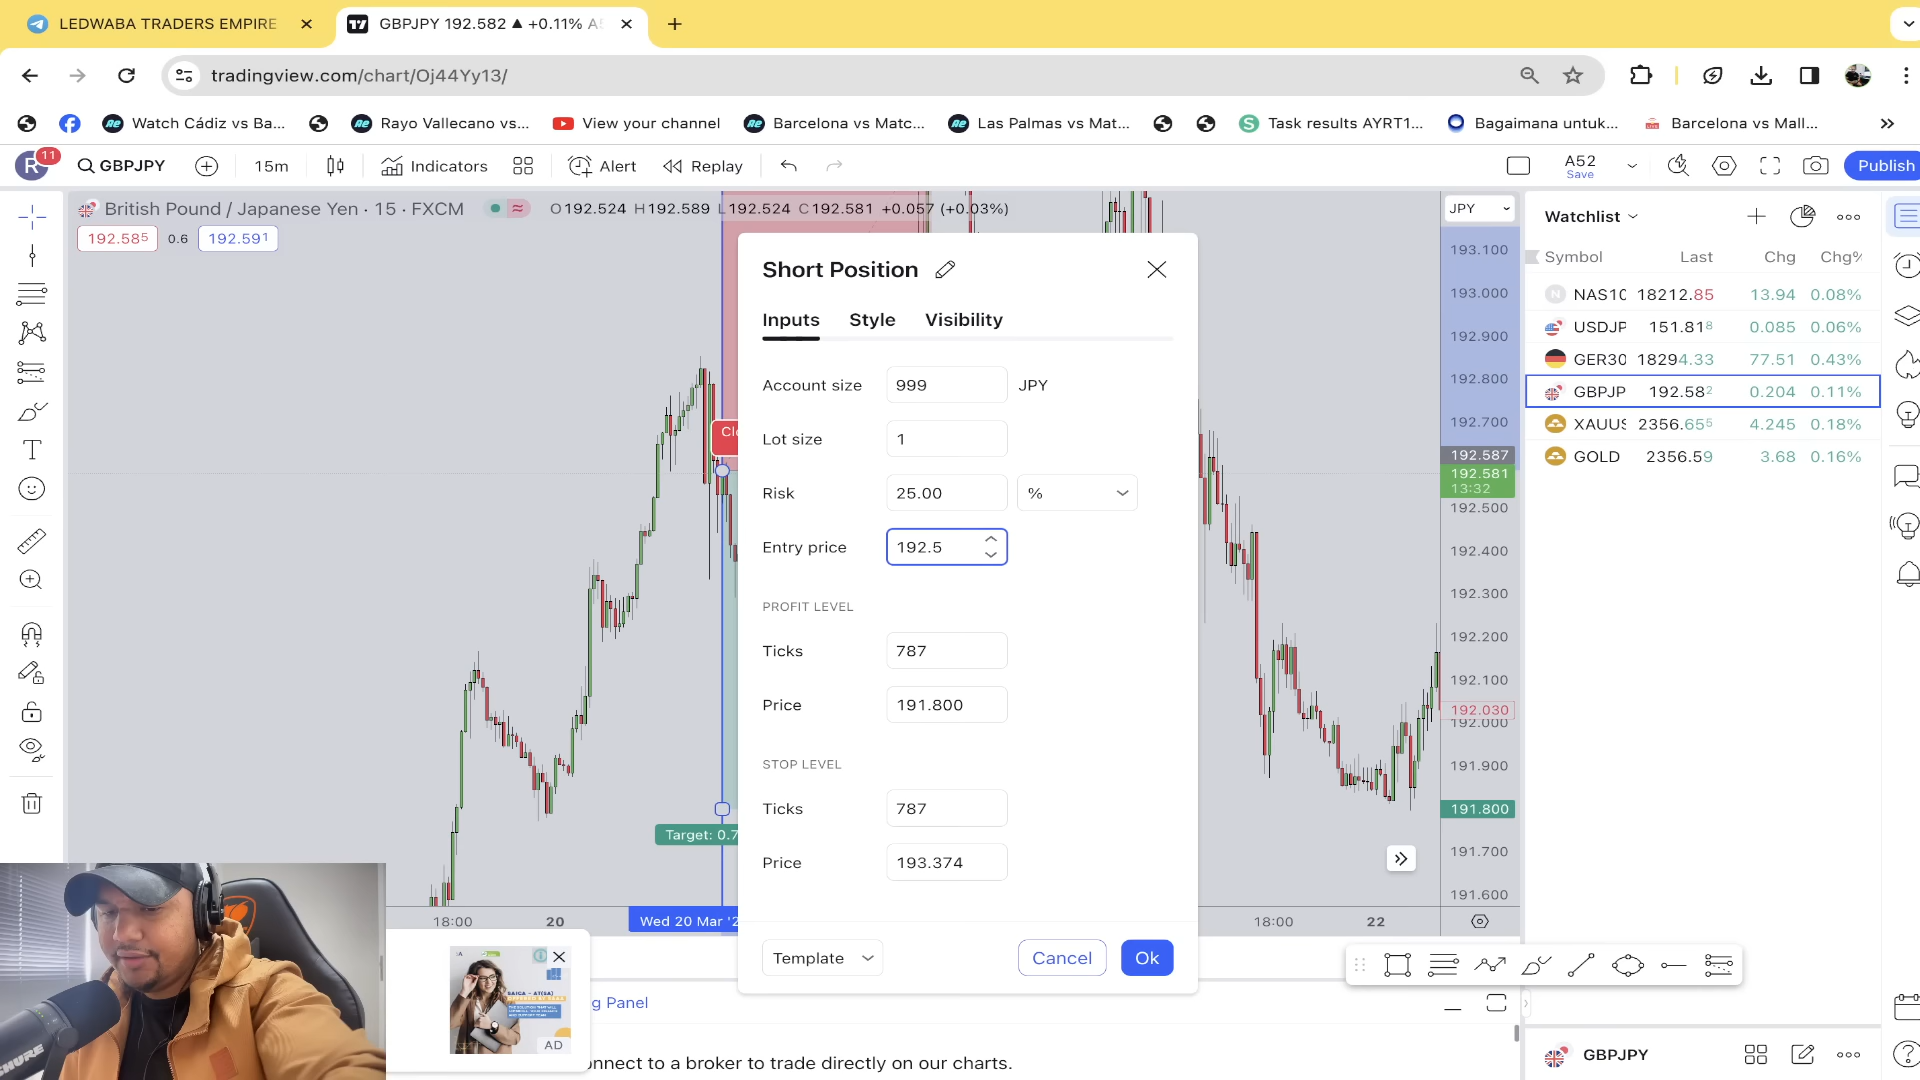 LEDWABA TRADERS EMPIRE
GBPJPY 192.582 ▲ +0.11% A
tradingview.com/chart/Oj44Yy13/
Watch Cádiz vs Ba...
Rayo Vallecano vs...
View your channel
Barcelona vs Matc...
Las Palmas vs Mat...
Task results AYRT1...
Bagaimana untuk...
Barcelona vs Mall...
R 11
GBPJPY
15m
Indicators
Alert
Replay
A52
Save
Publish
British Pound / Japanese Yen · 15 · FXCM
O192.524 H192.589 L192.524 C192.581 +0.057 (+0.03%)
192.585 0.6 192.591
JPY
193.100
193.000
192.900
192.800
192.700
192.587
192.581
13:32
192.500
192.400
192.300
192.200
192.100
192.030
192.000
191.900
191.800
191.700
191.600
Target: 0.7
18:00
20
Wed 20 Mar '2
18:00
22
Short Position
Inputs Style Visibility
Account size 999 JPY
Lot size 1
Risk 25.00 %
Entry price 192.5
PROFIT LEVEL
Ticks 787
Price 191.800
STOP LEVEL
Ticks 787
Price 193.374
Template
Cancel
Ok
Watchlist
Symbol Last Chg Chg%
NAS10 18212.85 13.94 0.08%
USDJP 151.818 0.085 0.06%
GER30 18294.33 77.51 0.43%
GBPJP 192.582 0.204 0.11%
XAUUS 2356.655 4.245 0.18%
GOLD 2356.59 3.68 0.16%
g Panel
AD
nnect to a broker to trade directly on our charts.
GBPJPY
SHURE